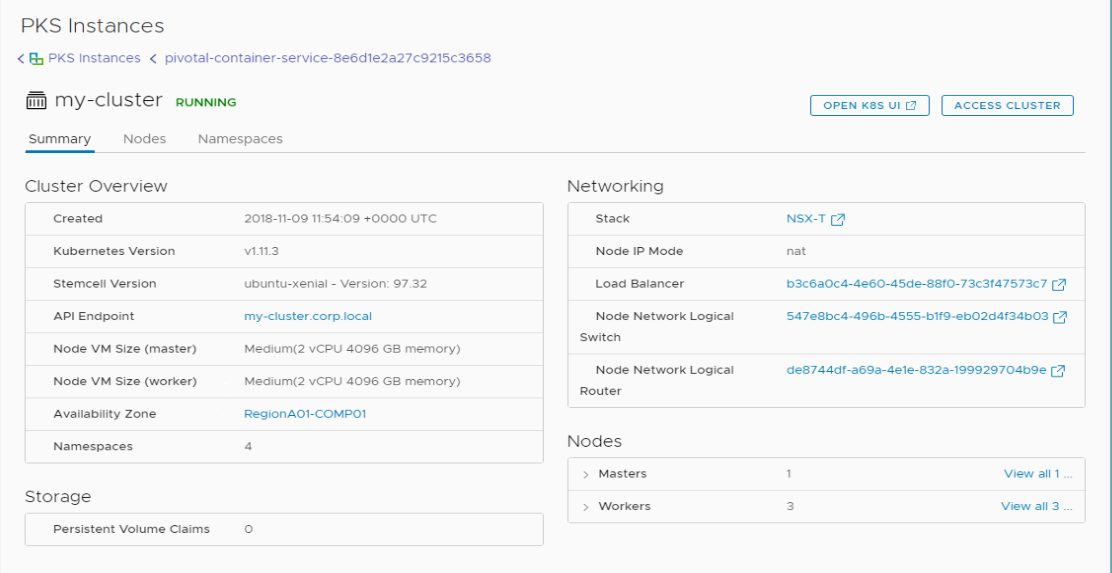 PKS Instances
PKS Instances pivotal-container-service-8e6d1e2a27c9215c3658
my-cluster RUNNING
OPEN K8S UI ACCESS CLUSTER
Summary Nodes Namespaces
Cluster Overview
Created 2018-11-09 11:54:09 +0000 UTC
Kubernetes Version v1.11.3
Stemcell Version ubuntu-xenial - Version: 97.32
API Endpoint my-cluster.corp.local
Node VM Size (master) Medium(2 vCPU 4096 GB memory)
Node VM Size (worker) Medium(2 vCPU 4096 GB memory)
Availability Zone RegionA01-COMP01
Namespaces 4
Storage
Persistent Volume Claims 0
Networking
Stack NSX-T
Node IP Mode nat
Load Balancer b3c6a0c4-4e60-45de-88f0-73c3f47573c7
Node Network Logical 547e8bc4-496b-4555-b1f9-eb02d4f34b03
Switch
Node Network Logical de8744df-a69a-4e1e-832a-199929704b9e
Router
Nodes
Masters 1 View all 1 ...
Workers 3 View all 3 ...